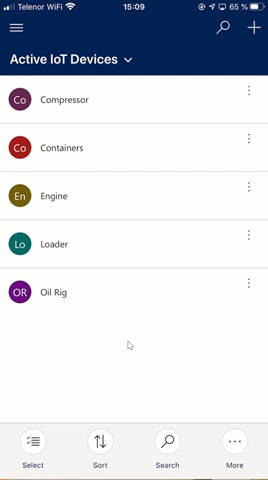 Telenor WiFi 15:09 65 %
Active IoT Devices
Co Compressor
Co Containers
En Engine
Lo Loader
OR Oil Rig
Select Sort Search More